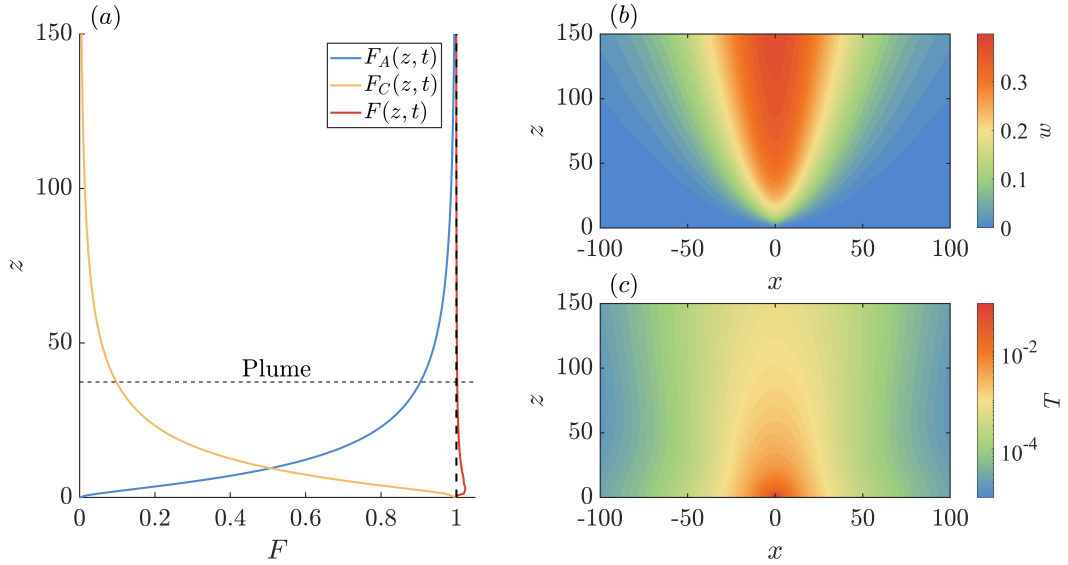 (a)
150
100
50
0
z
F_A(z, t)
F_C(z, t)
F(z, t)
Plume
0 0.2 0.4 0.6 0.8 1
F
(b)
150
100
50
0
z
-100 -50 0 50 100
x
0.3
0.2
0.1
0
w
(c)
150
100
50
0
z
-100 -50 0 50 100
x
10^-2
10^-4
T